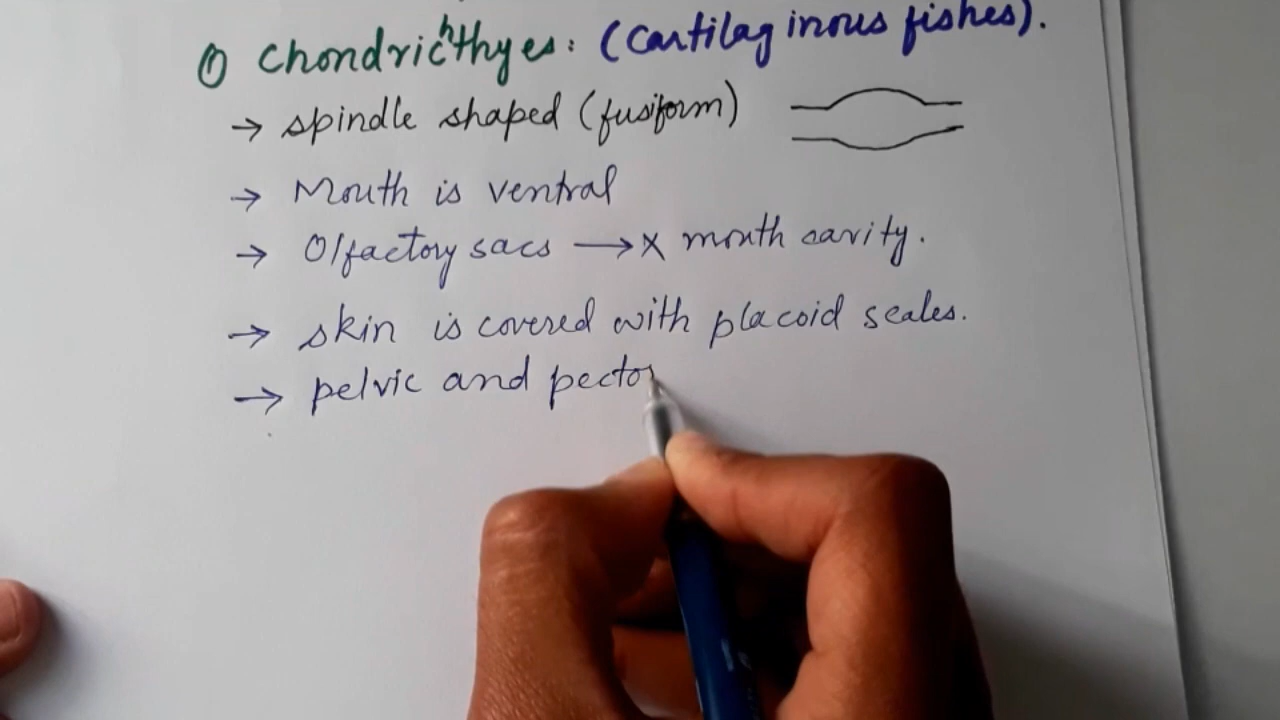 ① Chondrichthyes: (Cartilaginous fishes).
→ spindle shaped (fusiform)
→ Mouth is ventral
→ Olfactory sacs → x mouth cavity.
→ skin is covered with placoid scales.
→ pelvic and pector